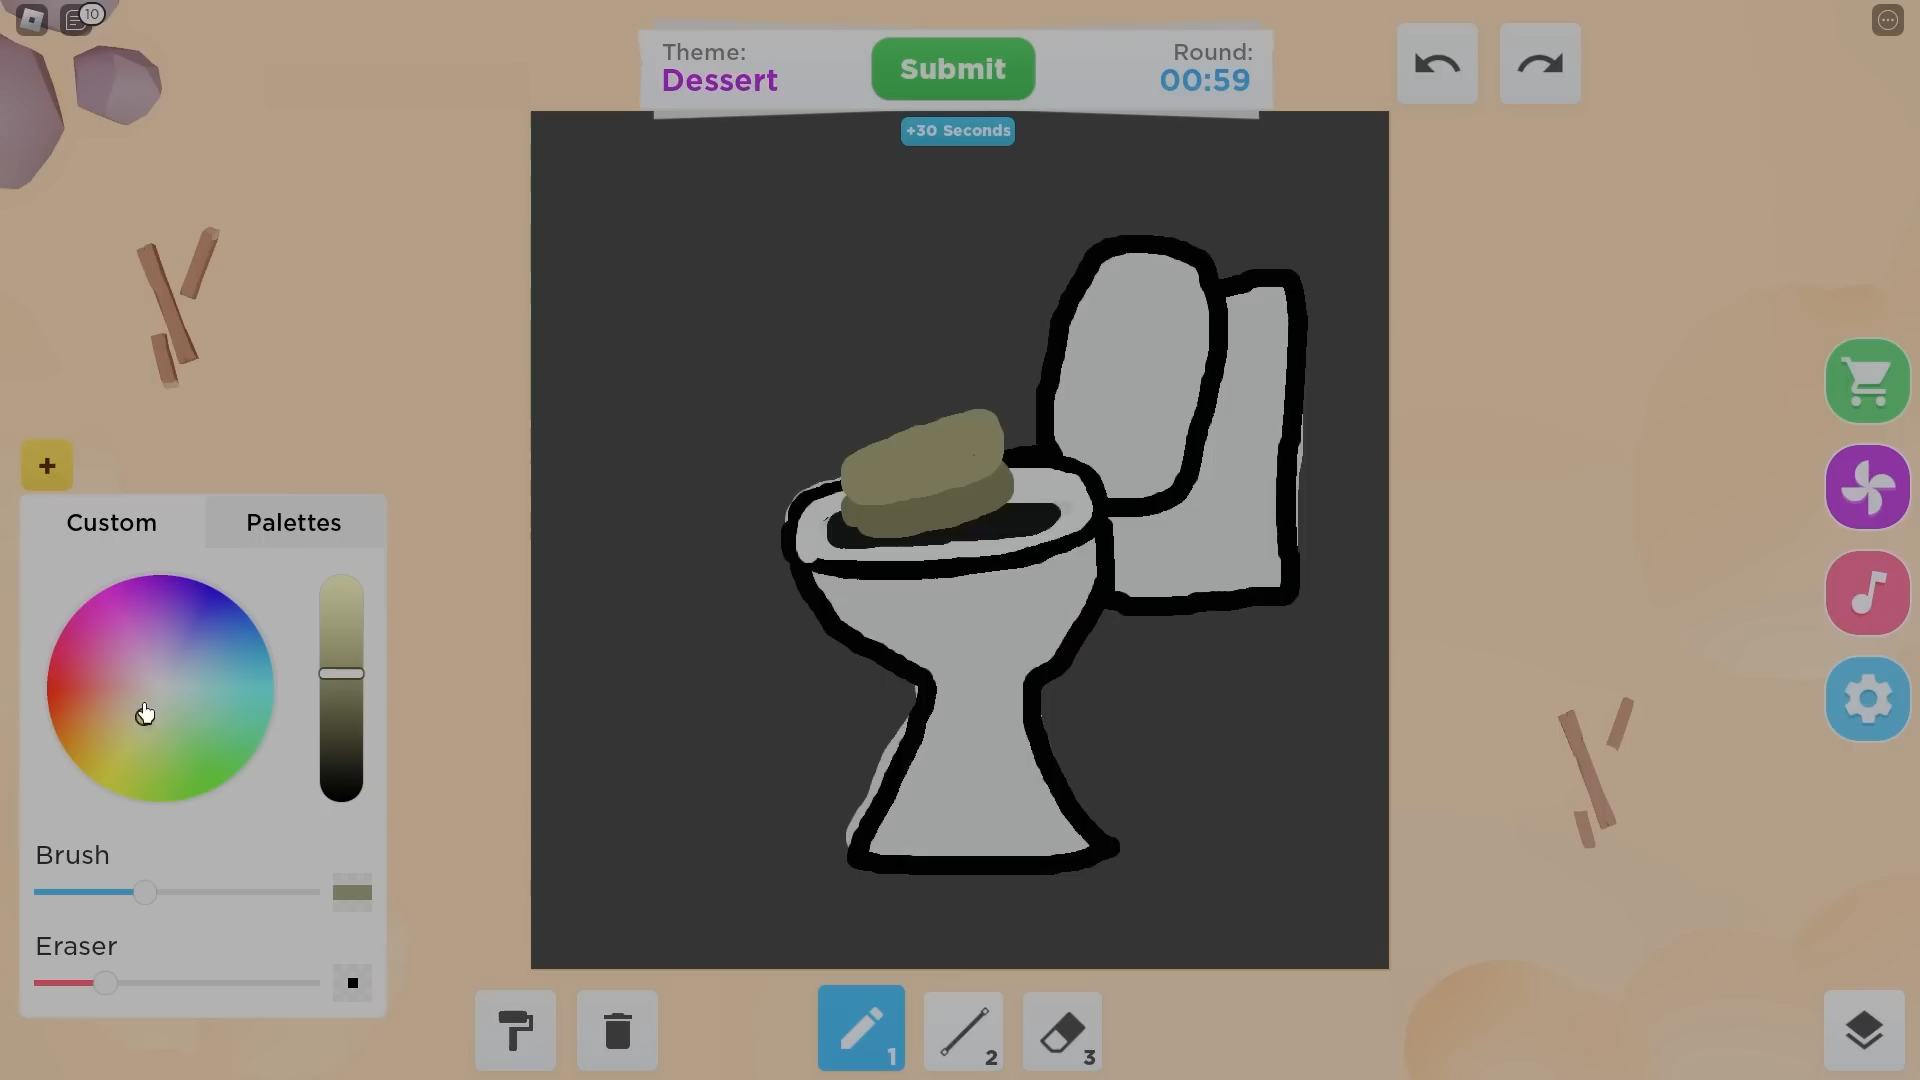 10
Theme:
Dessert
Submit
Round:
00:59
+30 Seconds
+
Custom
Palettes
Brush
Eraser
1
2
3